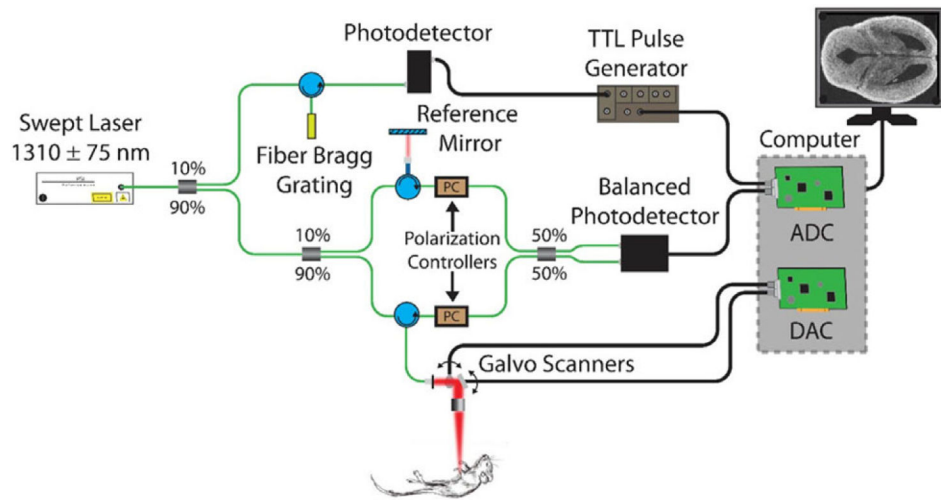 Photodetector
TTL Pulse
Generator
Swept Laser
1310 ± 75 nm
10%
90%
Fiber Bragg
Grating
Reference
Mirror
PC
10%
90%
Polarization
Controllers
PC
50%
50%
Balanced
Photodetector
Computer
ADC
DAC
Galvo Scanners